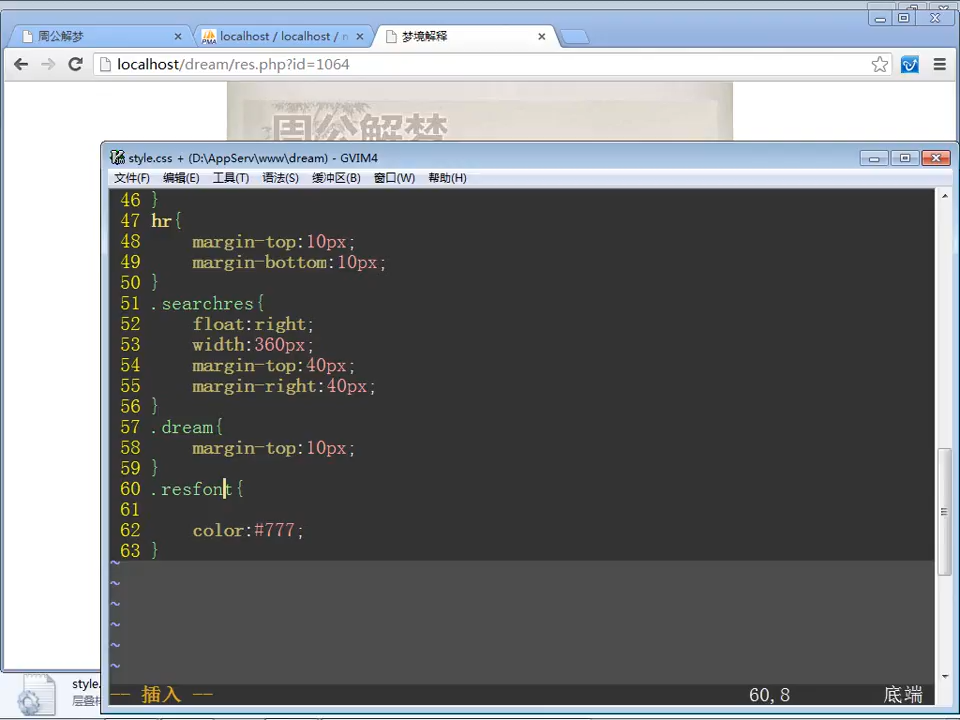 周公解梦
localhost / localhost / n
梦境解释
localhost/dream/res.php?id=1064
周公解梦
style.css + (D:\AppServ\www\dream) - GVIM4
文件(F) 编辑(E) 工具(T) 语法(S) 缓冲区(B) 窗口(W) 帮助(H)
46 }
47 hr{
48     margin-top:10px;
49     margin-bottom:10px;
50 }
51 .searchres{
52     float:right;
53     width:360px;
54     margin-top:40px;
55     margin-right:40px;
56 }
57 .dream{
58     margin-top:10px;
59 }
60 .resfont{
61
62     color:#777;
63 }
~
~
~
~
~
~
style.
-- 插入 -- 60,8 底端